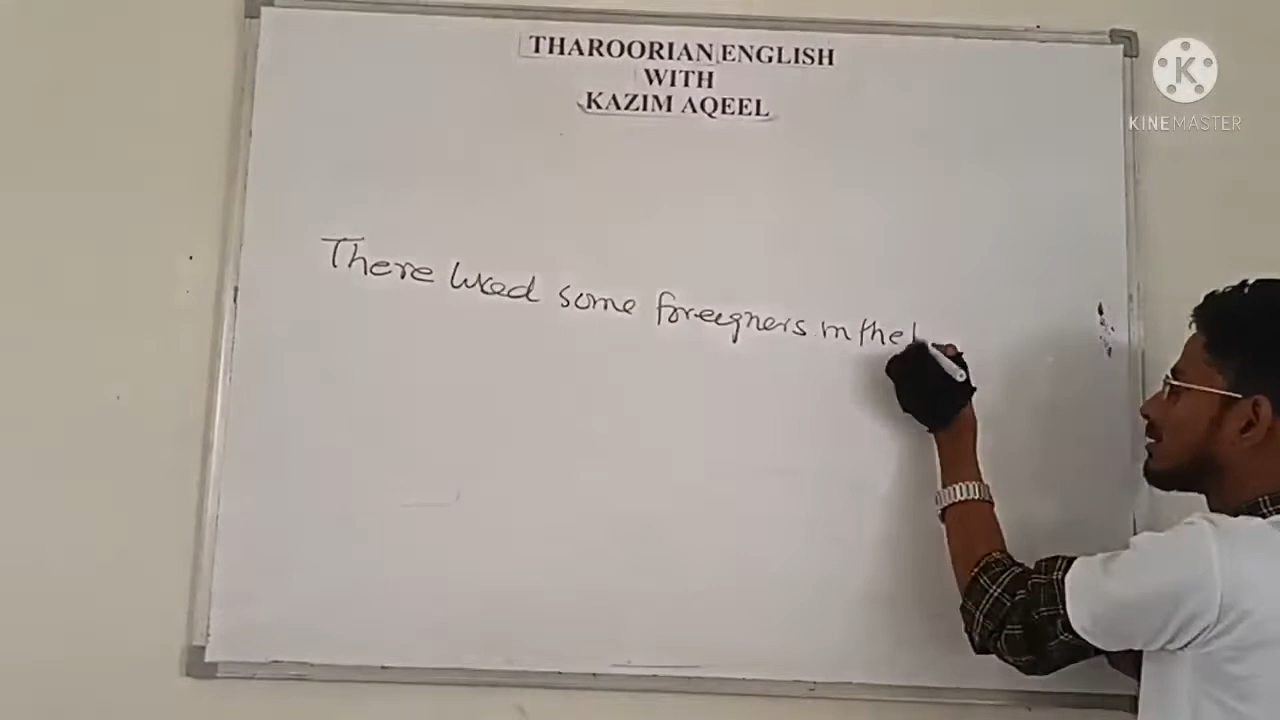 THAROORIAN ENGLISH
WITH
KAZIM AQEEL
K
KINEMASTER
There lived some foreigners in the